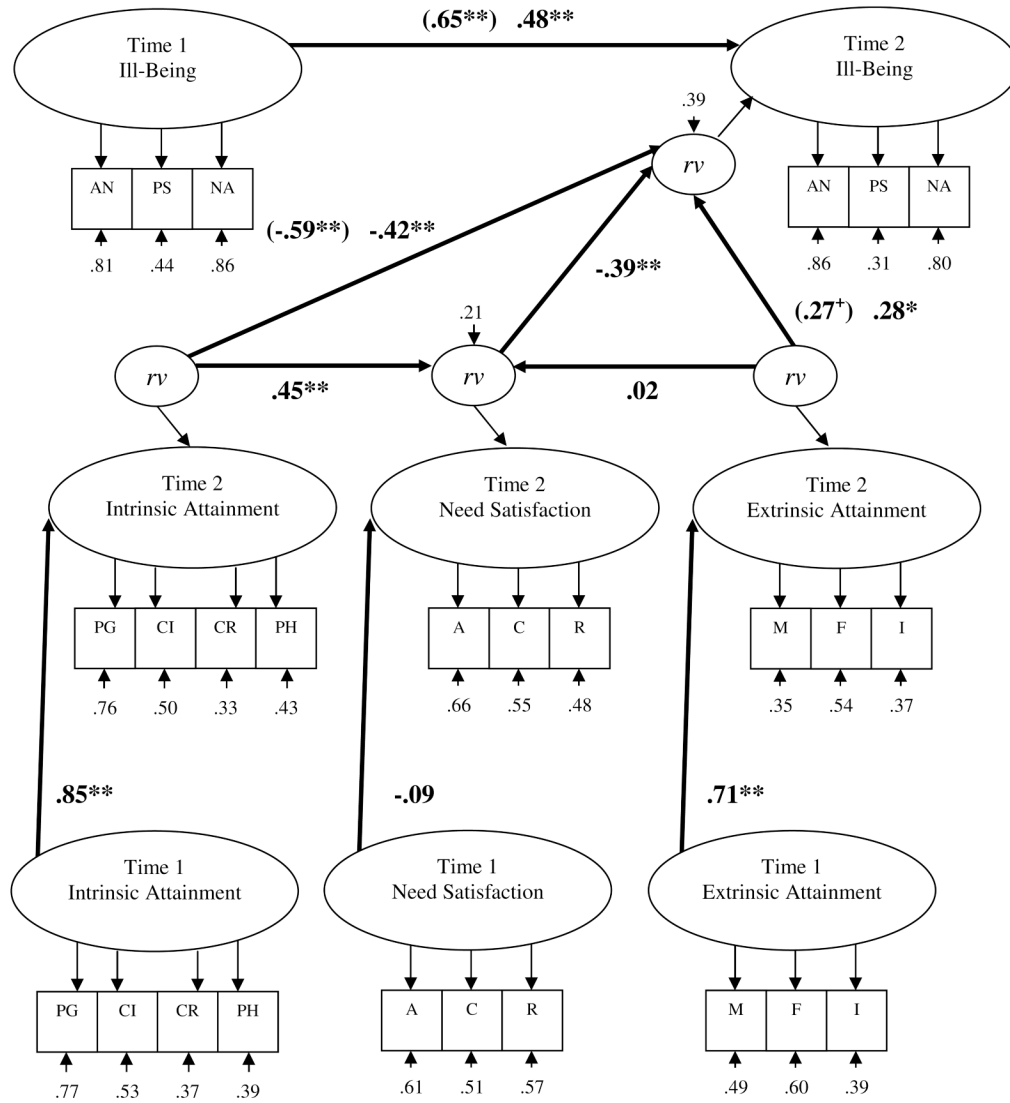 (.65**) .48**
Time 1
Ill-Being
Time 2
Ill-Being
.39
rv
AN PS NA
AN PS NA
.81 .44 .86
.86 .31 .80
(-.59**) -.42**
-.39**
(.27+) .28*
.21
rv
rv
rv
.45**
.02
Time 2
Intrinsic Attainment
Time 2
Need Satisfaction
Time 2
Extrinsic Attainment
PG CI CR PH
A C R
M F I
.76 .50 .33 .43
.66 .55 .48
.35 .54 .37
.85**
-.09
.71**
Time 1
Intrinsic Attainment
Time 1
Need Satisfaction
Time 1
Extrinsic Attainment
PG CI CR PH
A C R
M F I
.77 .53 .37 .39
.61 .51 .57
.49 .60 .39